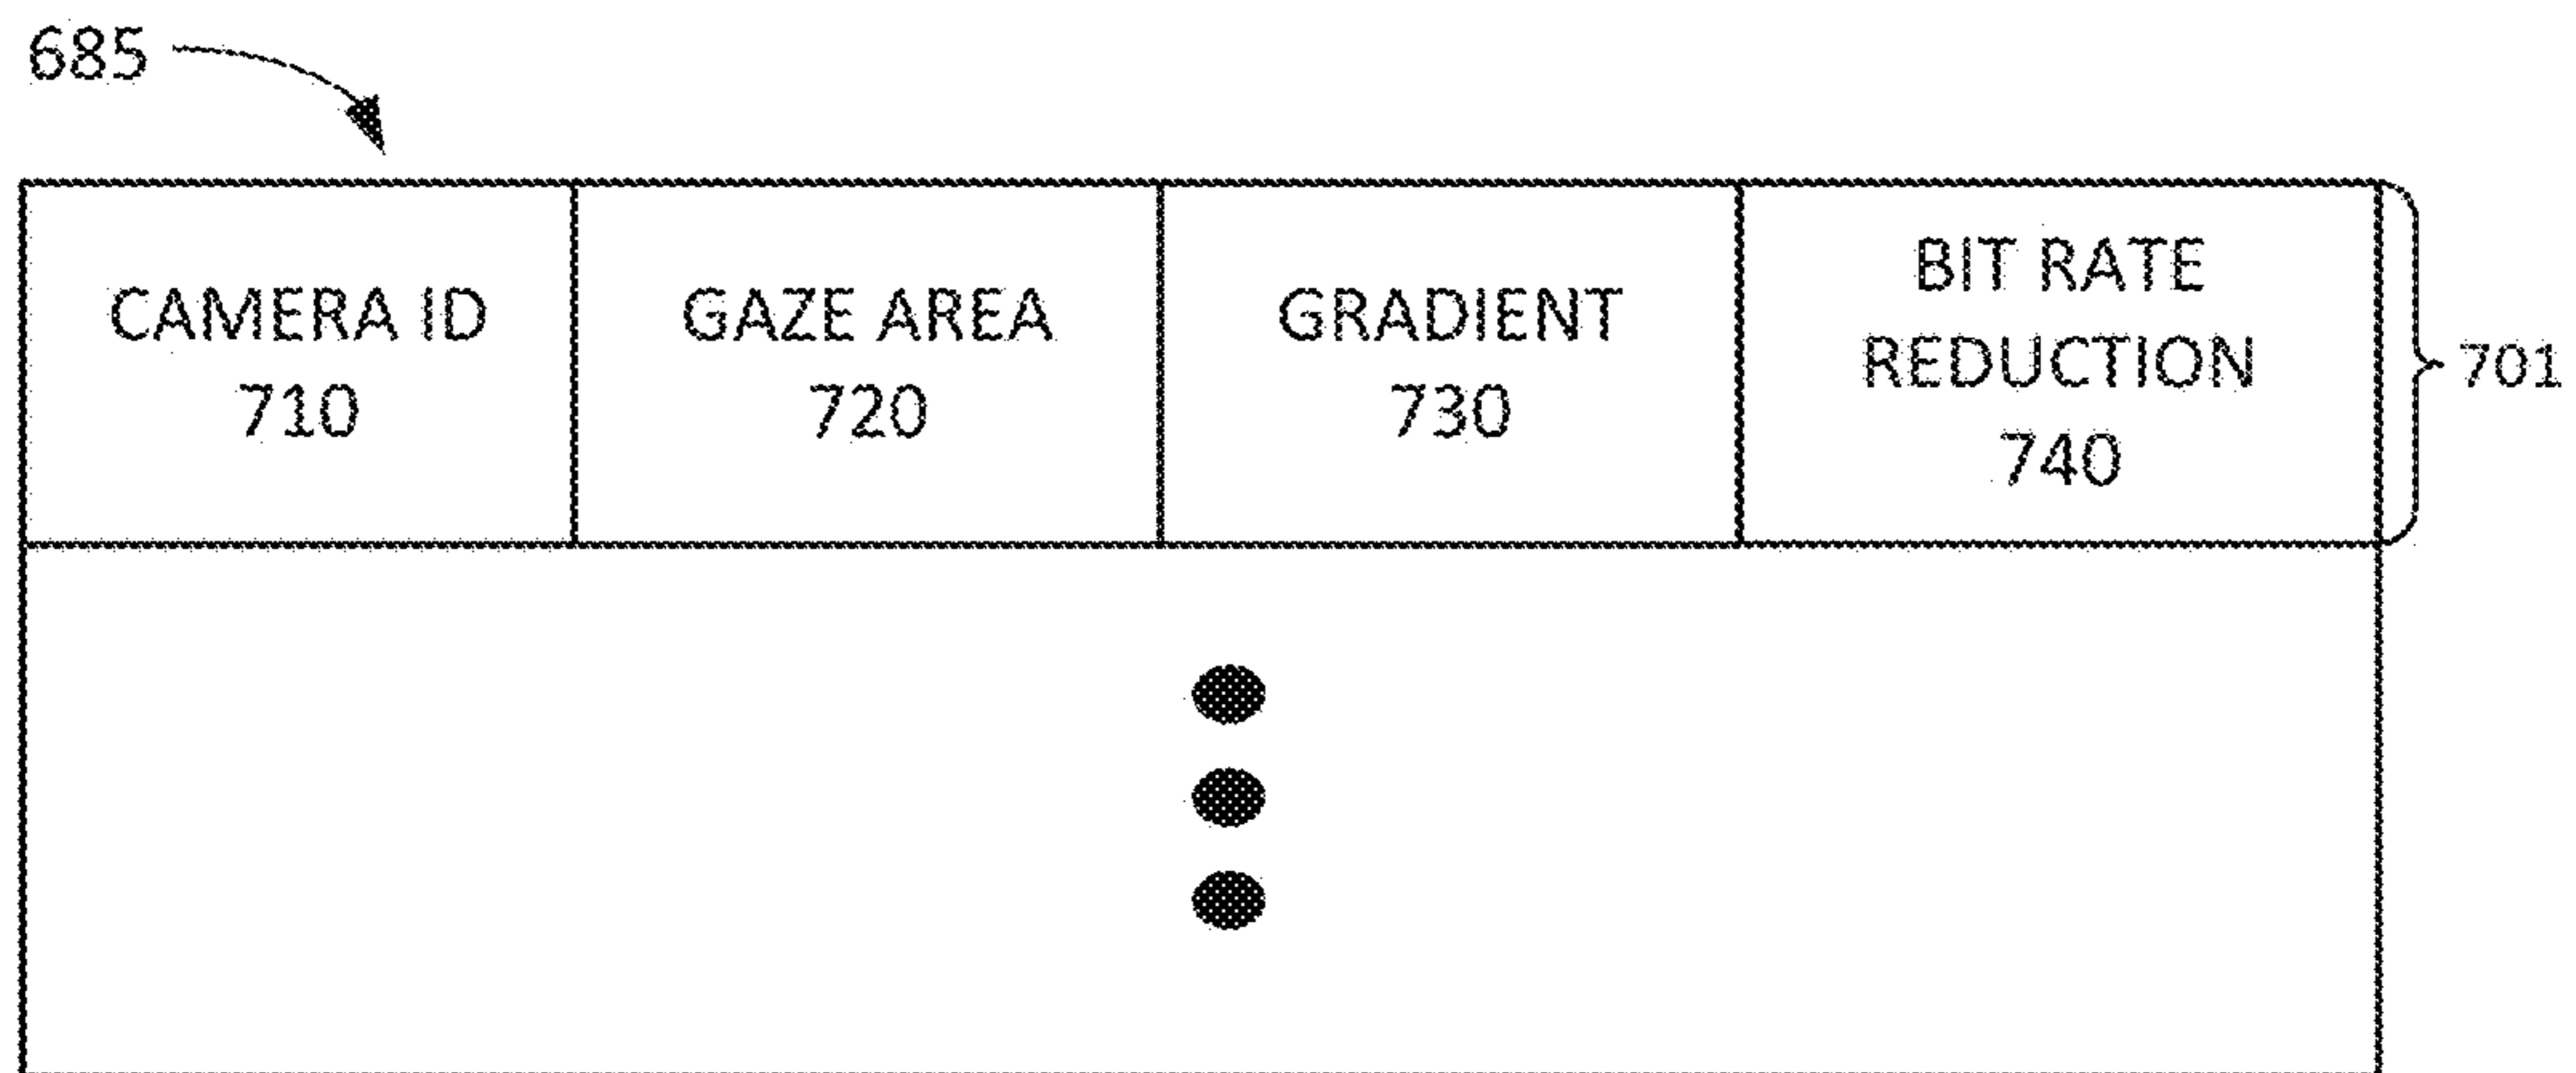 685
CAMERA ID
710
GAZE AREA
720
GRADIENT
730
BIT RATE
REDUCTION
740
701